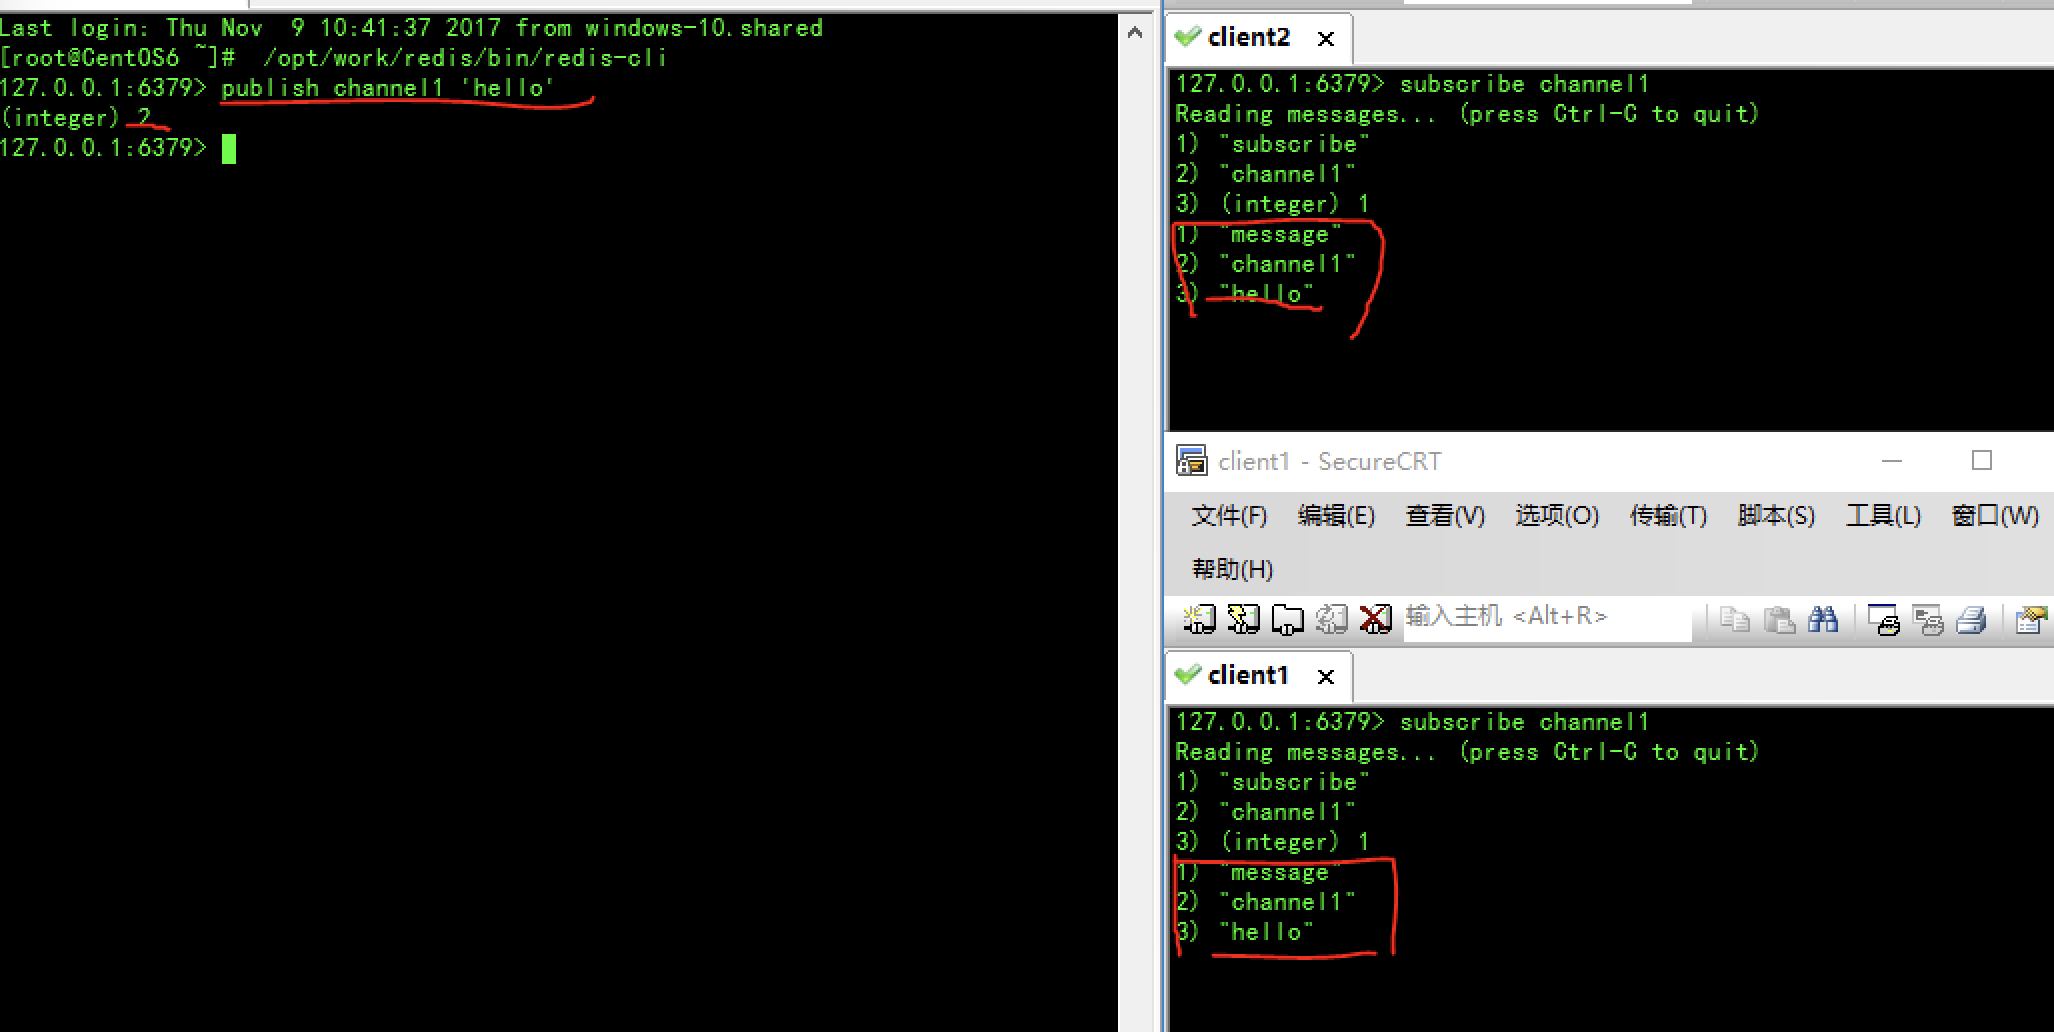 Last login: Thu Nov  9 10:41:37 2017 from windows-10.shared
[root@CentOS6 ~]#  /opt/work/redis/bin/redis-cli
127.0.0.1:6379> publish channel1 'hello'
(integer) 2
127.0.0.1:6379>
client2
127.0.0.1:6379> subscribe channel1
Reading messages... (press Ctrl-C to quit)
1) "subscribe"
2) "channel1"
3) (integer) 1
1) "message"
2) "channel1"
3) "hello"
client1 - SecureCRT
文件(F) 编辑(E) 查看(V) 选项(O) 传输(T) 脚本(S) 工具(L) 窗口(W)
帮助(H)
输入主机 <Alt+R>
client1
127.0.0.1:6379> subscribe channel1
Reading messages... (press Ctrl-C to quit)
1) "subscribe"
2) "channel1"
3) (integer) 1
1) "message"
2) "channel1"
3) "hello"